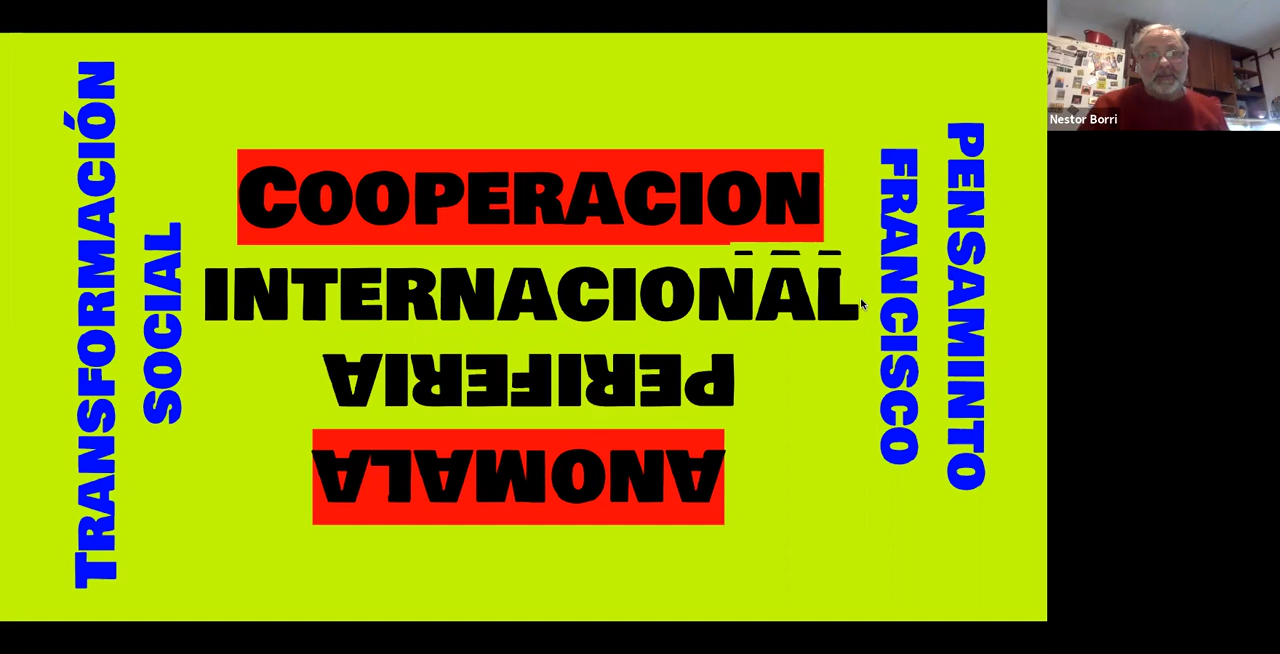 TRANSFORMACIÓN
SOCIAL
COOPERACION
INTERNACIONAL
PERIFERIA
ANOMALA
PENSAMINTO
FRANCISCO
Nestor Borri